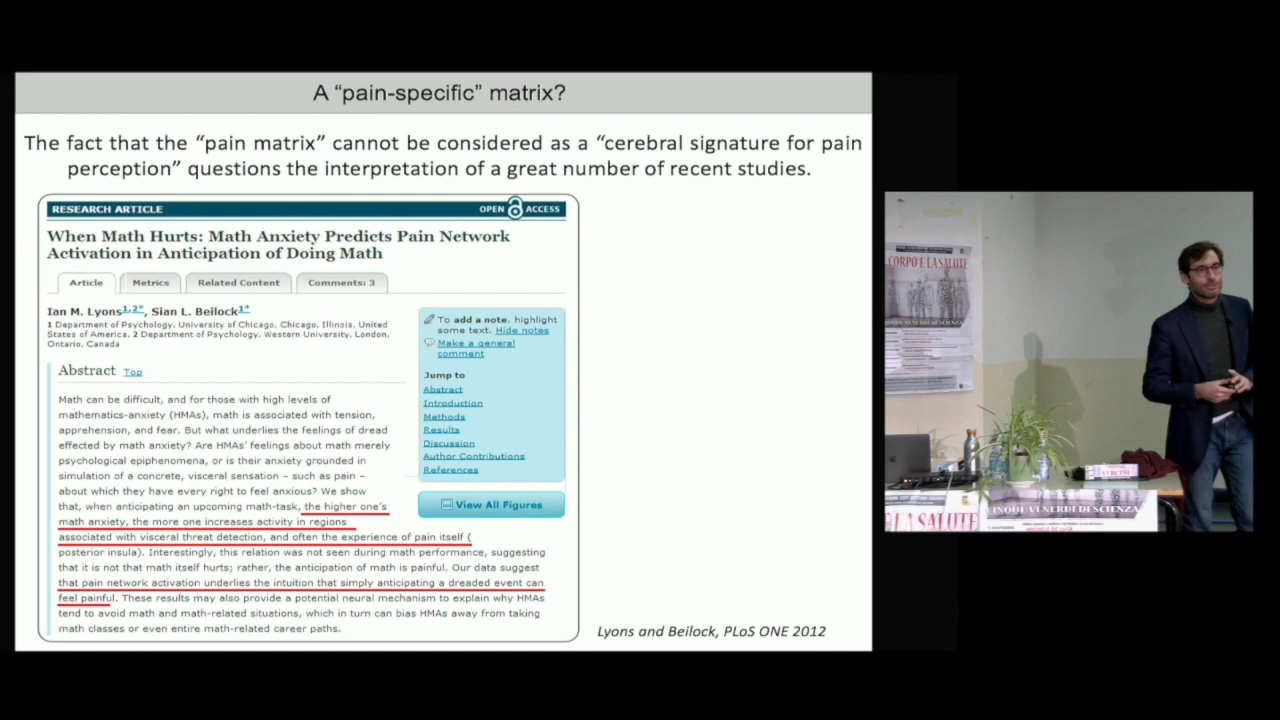 A “pain-specific” matrix?
The fact that the “pain matrix” cannot be considered as a “cerebral signature for pain
perception” questions the interpretation of a great number of recent studies.
RESEARCH ARTICLE
OPEN ACCESS
When Math Hurts: Math Anxiety Predicts Pain Network
Activation in Anticipation of Doing Math
Article Metrics Related Content Comments: 3
Ian M. Lyons1,2*, Sian L. Beilock1*
1 Department of Psychology, University of Chicago, Chicago, Illinois, United
States of America, 2 Department of Psychology, Western University, London,
Ontario, Canada
Abstract Top
Math can be difficult, and for those with high levels of
mathematics-anxiety (HMAs), math is associated with tension,
apprehension, and fear. But what underlies the feelings of dread
effected by math anxiety? Are HMAs’ feelings about math merely
psychological epiphenomena, or is their anxiety grounded in
simulation of a concrete, visceral sensation – such as pain –
about which they have every right to feel anxious? We show
that, when anticipating an upcoming math-task, the higher one’s
math anxiety, the more one increases activity in regions
associated with visceral threat detection, and often the experience of pain itself (
posterior insula). Interestingly, this relation was not seen during math performance, suggesting
that it is not that math itself hurts; rather, the anticipation of math is painful. Our data suggest
that pain network activation underlies the intuition that simply anticipating a dreaded event can
feel painful. These results may also provide a potential neural mechanism to explain why HMAs
tend to avoid math and math-related situations, which in turn can bias HMAs away from taking
math classes or even entire math-related career paths.
To add a note, highlight
some text. Hide notes
Make a general
comment
Jump to
Abstract
Introduction
Methods
Results
Discussion
Author Contributions
References
View All Figures
Lyons and Beilock, PLoS ONE 2012
CORPO E LA SALUTE
VENERDI DI SCIENZA
LA SALUTE
CINQUE VENERDI DI SCIENZA